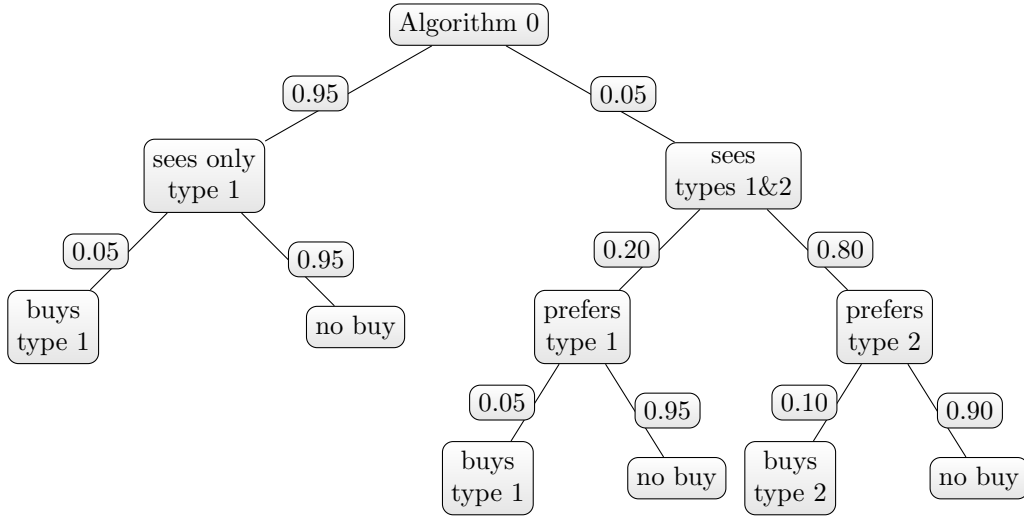 Algorithm 0
0.95
0.05
sees only
type 1
sees
types 1&2
0.05
0.95
0.20
0.80
buys
type 1
no buy
prefers
type 1
prefers
type 2
0.05
0.95
0.10
0.90
buys
type 1
no buy
buys
type 2
no buy